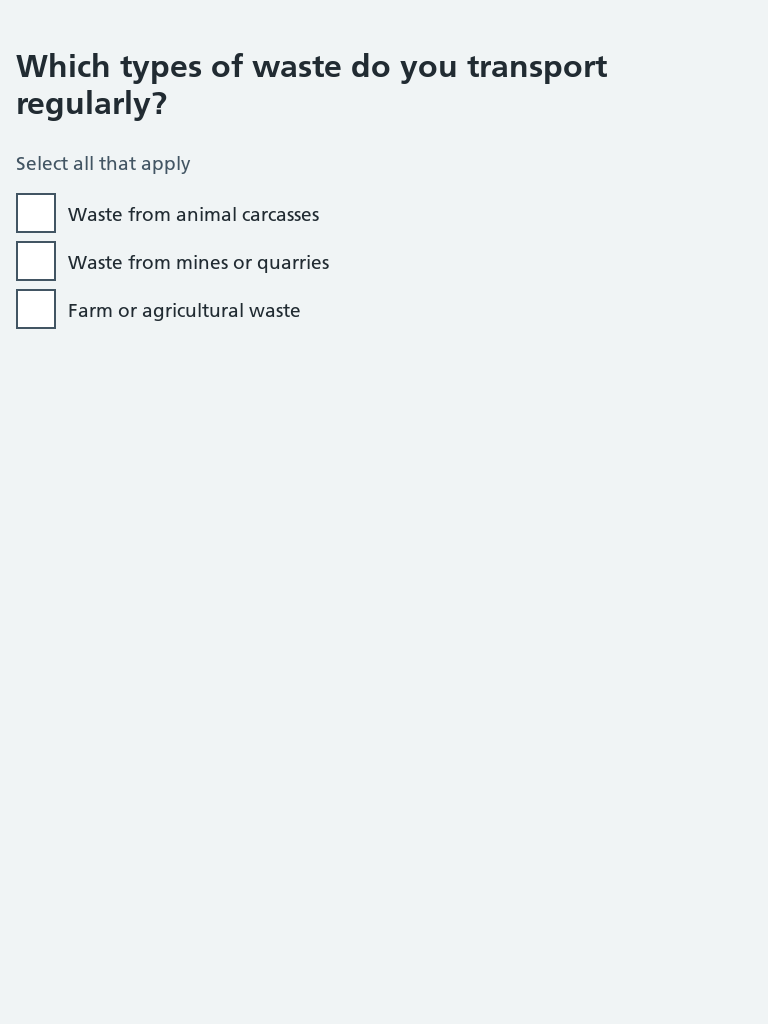 Which types of waste do you transport
regularly?
Select all that apply
Waste from animal carcasses
Waste from mines or quarries
Farm or agricultural waste